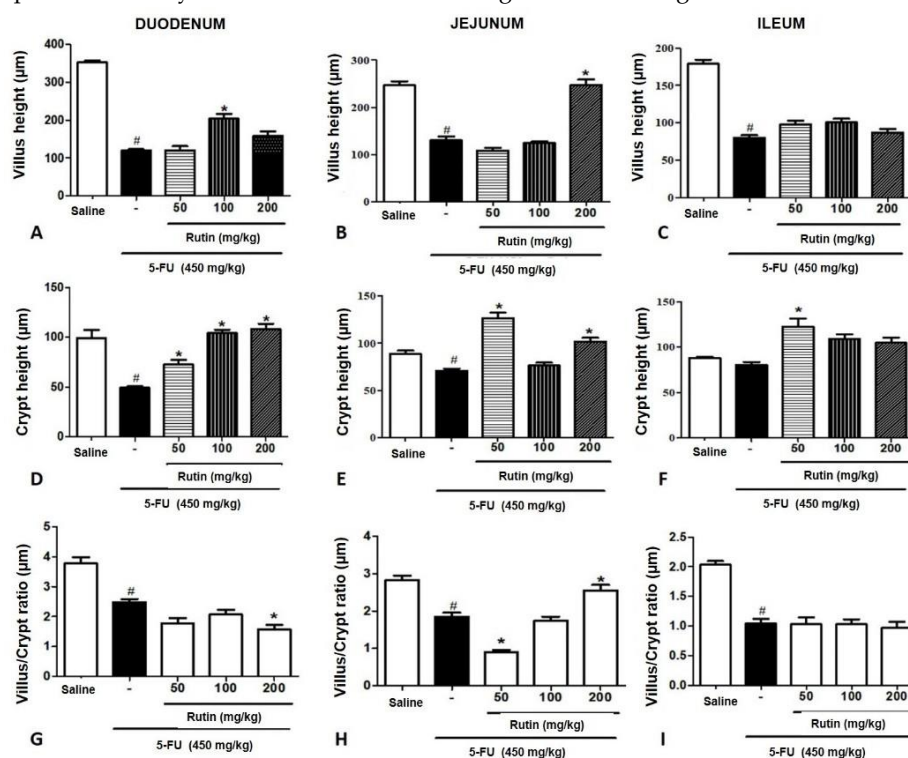 DUODENUM
JEJUNUM
ILEUM
Villus height (µm)
400
300
200
100
0
#
*
Saline
-
50
100
200
A
Rutin (mg/kg)
5-FU (450 mg/kg)
Villus height (µm)
300
200
100
0
#
*
Saline
-
50
100
200
B
Rutin (mg/kg)
5-FU (450 mg/kg)
Villus height (µm)
200
150
100
50
0
#
Saline
-
50
100
200
C
Rutin (mg/kg)
5-FU (450 mg/kg)
Crypt height (µm)
150
100
50
0
#
*
*
*
Saline
-
50
100
200
D
Rutin (mg/kg)
5-FU (450 mg/kg)
Crypt height (µm)
150
100
50
0
#
*
*
Saline
-
50
100
200
E
Rutin (mg/kg)
5-FU (450 mg/kg)
Crypt height (µm)
150
100
50
0
*
Saline
-
50
100
200
F
Rutin (mg/kg)
5-FU (450 mg/kg)
Villus/Crypt ratio (µm)
5
4
3
2
1
0
#
*
Saline
-
50
100
200
G
Rutin (mg/kg)
5-FU (450 mg/kg)
Villus/Crypt ratio (µm)
4
3
2
1
0
#
*
*
Saline
-
50
100
200
H
Rutin (mg/kg)
5-FU (450 mg/kg)
Villus/Crypt ratio (µm)
2.5
2.0
1.5
1.0
0.5
0.0
#
Saline
-
50
100
200
I
Rutin (mg/kg)
5-FU (450 mg/kg)